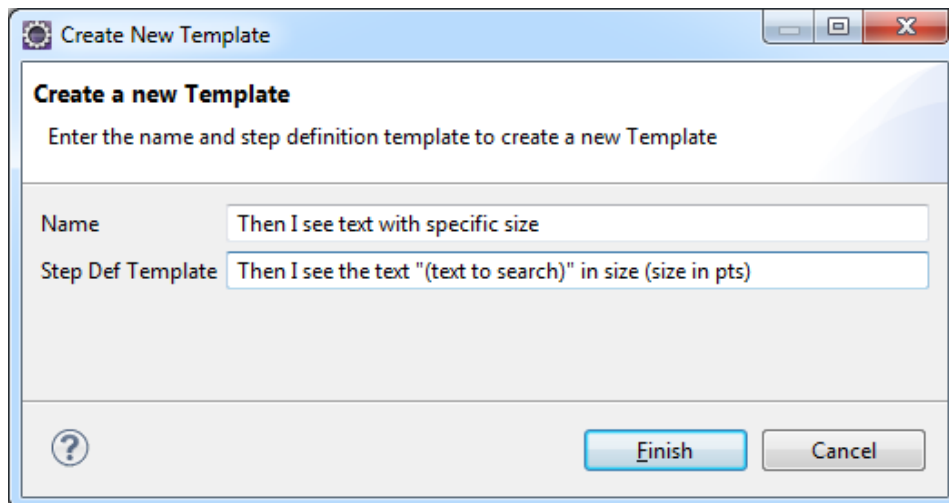 Create New Template
Create a new Template
Enter the name and step definition template to create a new Template
Name Then I see text with specific size
Step Def Template Then I see the text "(text to search)" in size (size in pts)
?
Finish Cancel